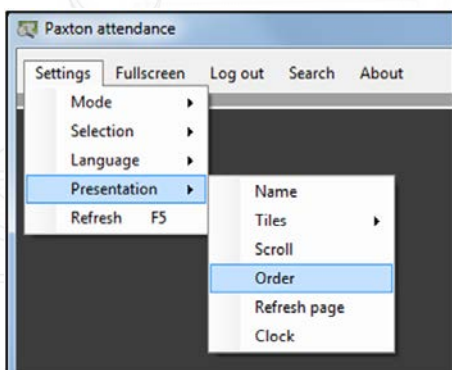 Paxton attendance
Settings Fullscreen Log out Search About
Mode
Selection
Language
Presentation
Refresh F5
Name
Tiles
Scroll
Order
Refresh page
Clock